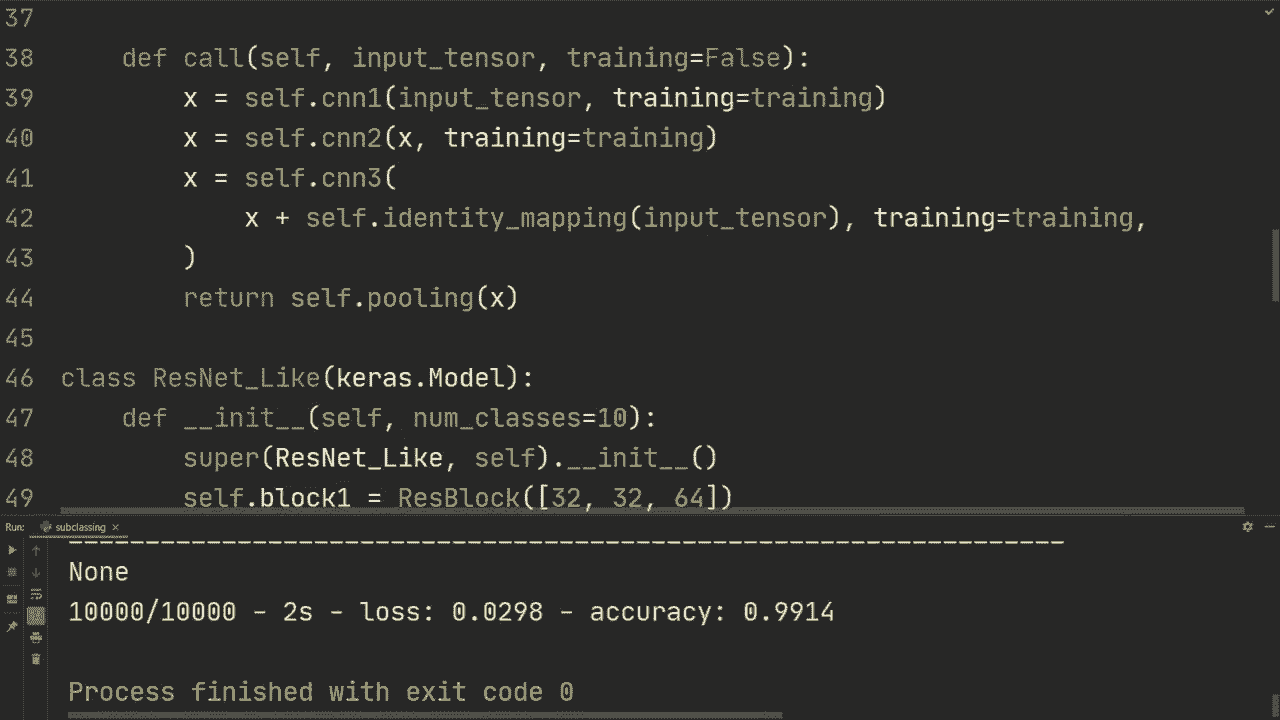 37
38 def call(self, input_tensor, training=False):
39 x = self.cnn1(input_tensor, training=training)
40 x = self.cnn2(x, training=training)
41 x = self.cnn3(
42 x + self.identity_mapping(input_tensor), training=training,
43 )
44 return self.pooling(x)
45
46 class ResNet_Like(keras.Model):
47 def __init__(self, num_classes=10):
48 super(ResNet_Like, self).__init__()
49 self.block1 = ResBlock([32, 32, 64])
Run: subclassing ×
_________________________________________________________________
None
10000/10000 - 2s - loss: 0.0298 - accuracy: 0.9914
Process finished with exit code 0